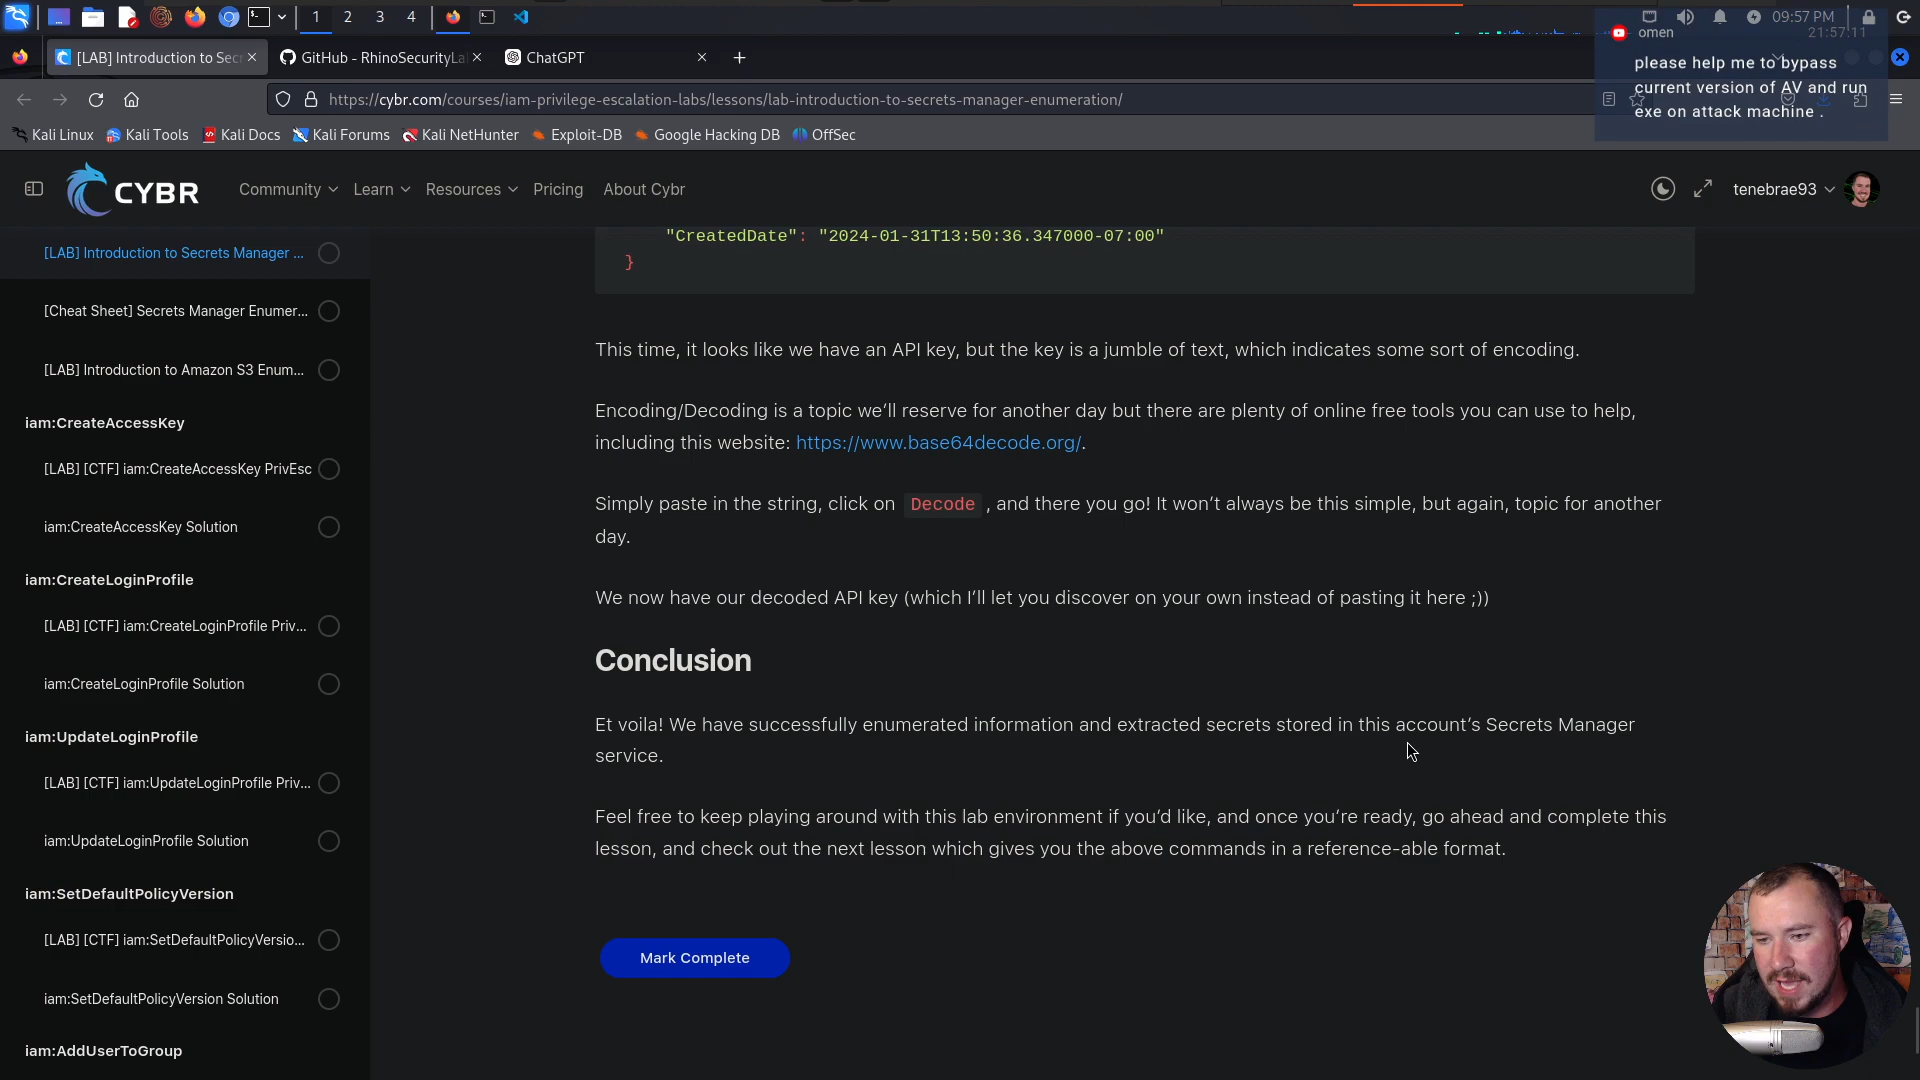 1 2 3 4
09:57 PM
omen
21:57:11
please help me to bypass
current version of AV and run
exe on attack machine .
[LAB] Introduction to Secr
GitHub - RhinoSecurityLa
ChatGPT
https://cybr.com/courses/iam-privilege-escalation-labs/lessons/lab-introduction-to-secrets-manager-enumeration/
Kali Linux Kali Tools Kali Docs Kali Forums Kali NetHunter Exploit-DB Google Hacking DB OffSec
CYBR Community Learn Resources Pricing About Cybr tenebrae93
[LAB] Introduction to Secrets Manager ...
[Cheat Sheet] Secrets Manager Enumer...
[LAB] Introduction to Amazon S3 Enum...
iam:CreateAccessKey
[LAB] [CTF] iam:CreateAccessKey PrivEsc
iam:CreateAccessKey Solution
iam:CreateLoginProfile
[LAB] [CTF] iam:CreateLoginProfile Priv...
iam:CreateLoginProfile Solution
iam:UpdateLoginProfile
[LAB] [CTF] iam:UpdateLoginProfile Priv...
iam:UpdateLoginProfile Solution
iam:SetDefaultPolicyVersion
[LAB] [CTF] iam:SetDefaultPolicyVersio...
iam:SetDefaultPolicyVersion Solution
iam:AddUserToGroup
"CreatedDate": "2024-01-31T13:50:36.347000-07:00"
}
This time, it looks like we have an API key, but the key is a jumble of text, which indicates some sort of encoding.
Encoding/Decoding is a topic we’ll reserve for another day but there are plenty of online free tools you can use to help,
including this website: https://www.base64decode.org/.
Simply paste in the string, click on Decode , and there you go! It won’t always be this simple, but again, topic for another
day.
We now have our decoded API key (which I’ll let you discover on your own instead of pasting it here ;))
Conclusion
Et voila! We have successfully enumerated information and extracted secrets stored in this account’s Secrets Manager
service.
Feel free to keep playing around with this lab environment if you’d like, and once you’re ready, go ahead and complete this
lesson, and check out the next lesson which gives you the above commands in a reference-able format.
Mark Complete